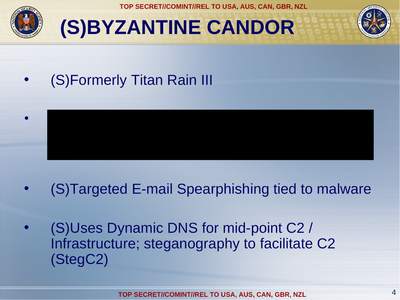 TOP SECRET//COMINT//REL TO USA, AUS, CAN, GBR, NZL
(S)BYZANTINE CANDOR
• (S)Formerly Titan Rain III
•
• (S)Targeted E-mail Spearphishing tied to malware
• (S)Uses Dynamic DNS for mid-point C2 /
Infrastructure; steganography to facilitate C2
(StegC2)
TOP SECRET//COMINT//REL TO USA, AUS, CAN, GBR, NZL
4